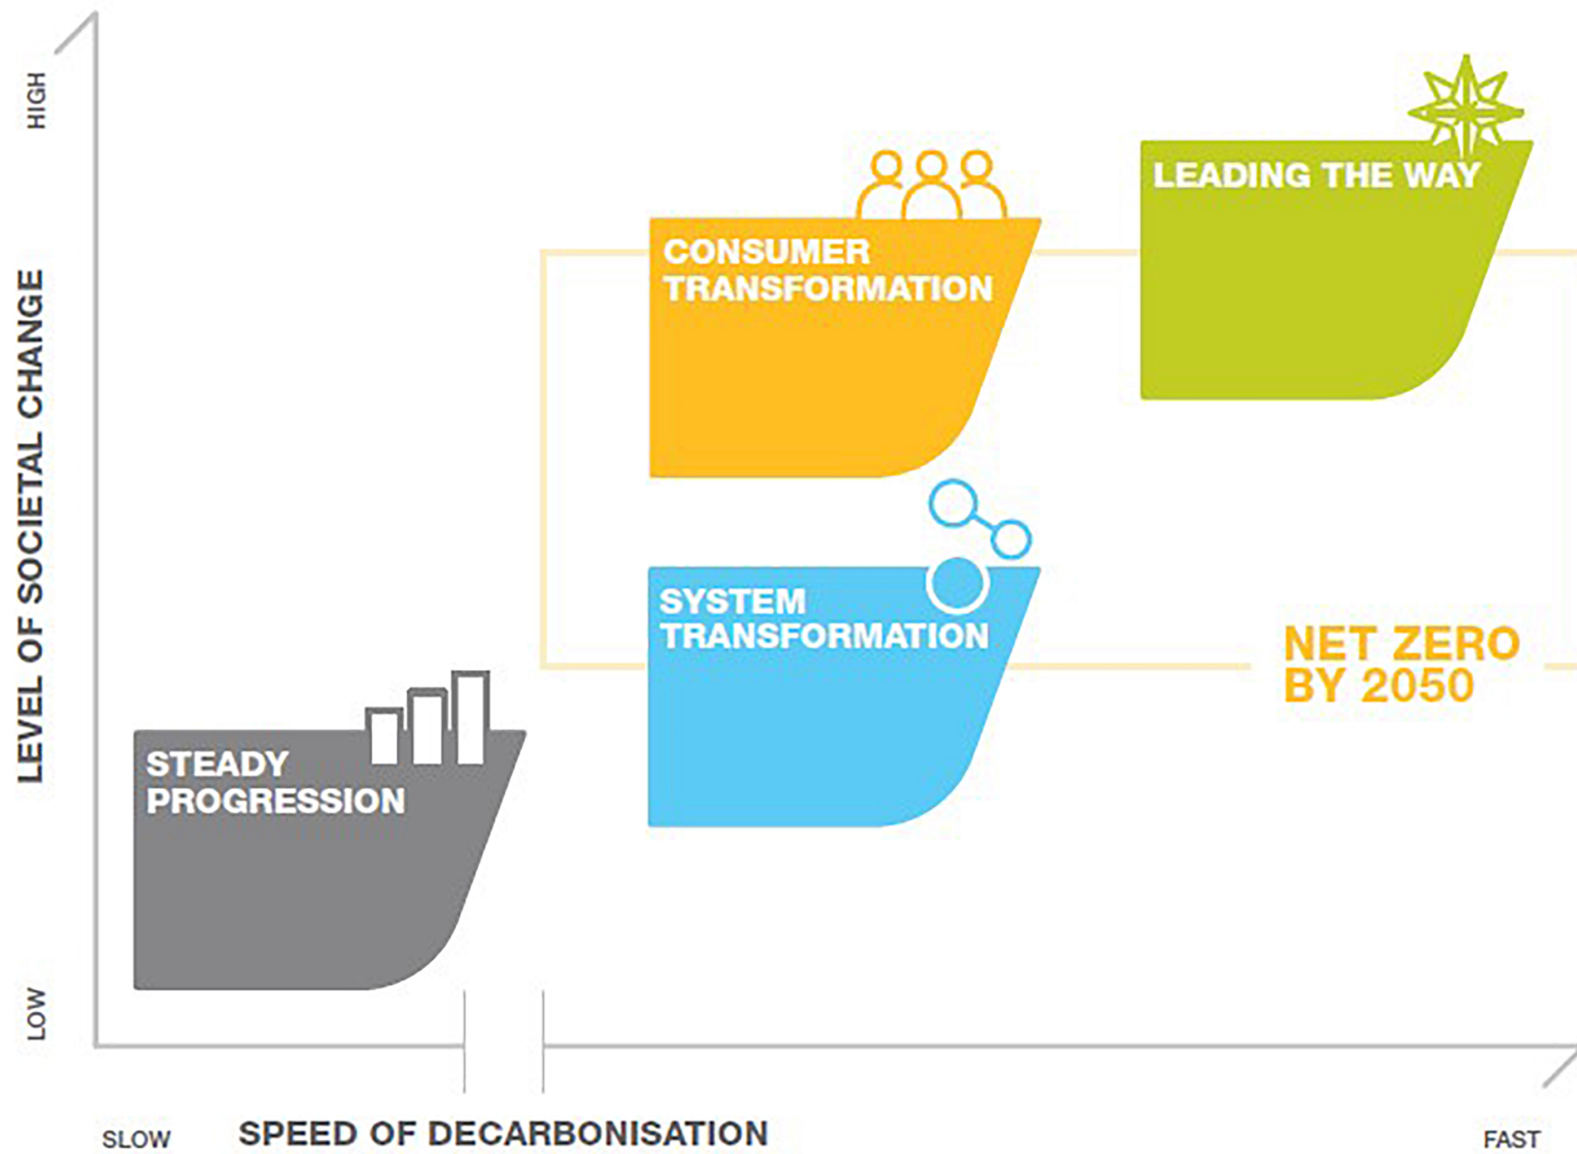 HIGH
LEADING THE WAY
CONSUMER
TRANSFORMATION
LEVEL OF SOCIETAL CHANGE
SYSTEM
TRANSFORMATION
NET ZERO
BY 2050
STEADY
PROGRESSION
LOW
SLOW
SPEED OF DECARBONISATION
FAST